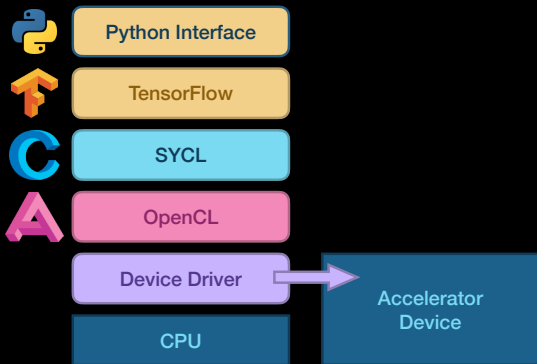 Python Interface
TensorFlow
SYCL
OpenCL
Device Driver
CPU
Accelerator
Device